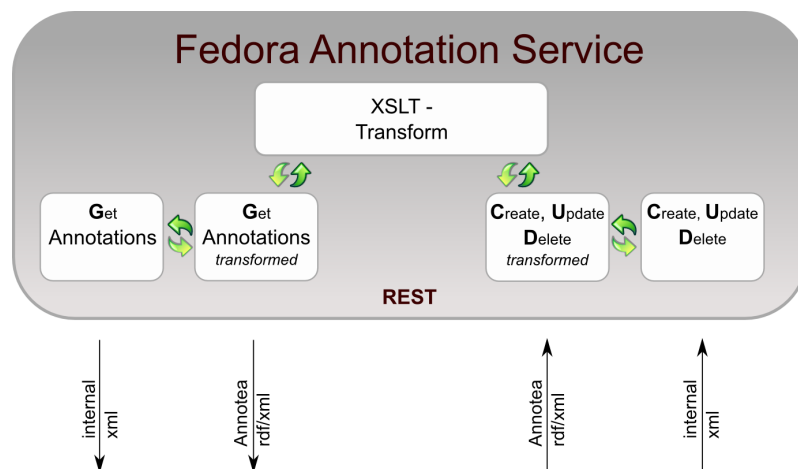 Fedora Annotation Service
XSLT -
Transform
Get
Annotations
Get
Annotations
transformed
Create, Update
Delete
transformed
Create, Update
Delete
REST
internal
xml
Annotea
rdf/xml
Annotea
rdf/xml
internal
xml